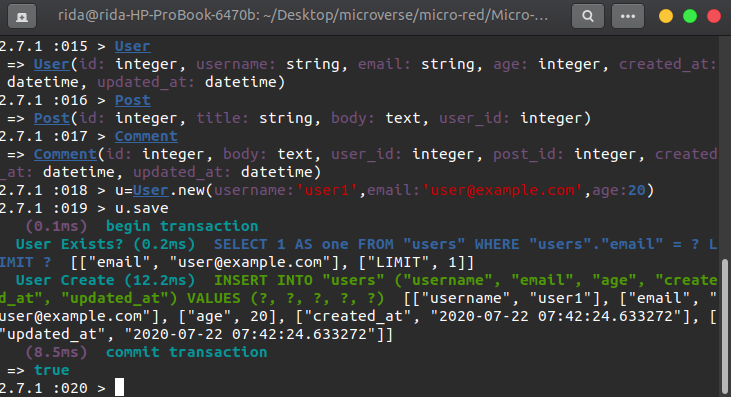 rida@rida-HP-ProBook-6470b: ~/Desktop/microverse/micro-red/Micro-...
2.7.1 :015 > User
 => User(id: integer, username: string, email: string, age: integer, created_at:
 datetime, updated_at: datetime)
2.7.1 :016 > Post
 => Post(id: integer, title: string, body: text, user_id: integer)
2.7.1 :017 > Comment
 => Comment(id: integer, body: text, user_id: integer, post_id: integer, created
_at: datetime, updated_at: datetime)
2.7.1 :018 > u=User.new(username:'user1',email:'user@example.com',age:20)
2.7.1 :019 > u.save
   (0.1ms)  begin transaction
  User Exists? (0.2ms)  SELECT 1 AS one FROM "users" WHERE "users"."email" = ? L
IMIT ?  [["email", "user@example.com"], ["LIMIT", 1]]
  User Create (12.2ms)  INSERT INTO "users" ("username", "email", "age", "create
d_at", "updated_at") VALUES (?, ?, ?, ?, ?)  [["username", "user1"], ["email", "
user@example.com"], ["age", 20], ["created_at", "2020-07-22 07:42:24.633272"], [
"updated_at", "2020-07-22 07:42:24.633272"]]
   (8.5ms)  commit transaction
 => true
2.7.1 :020 >